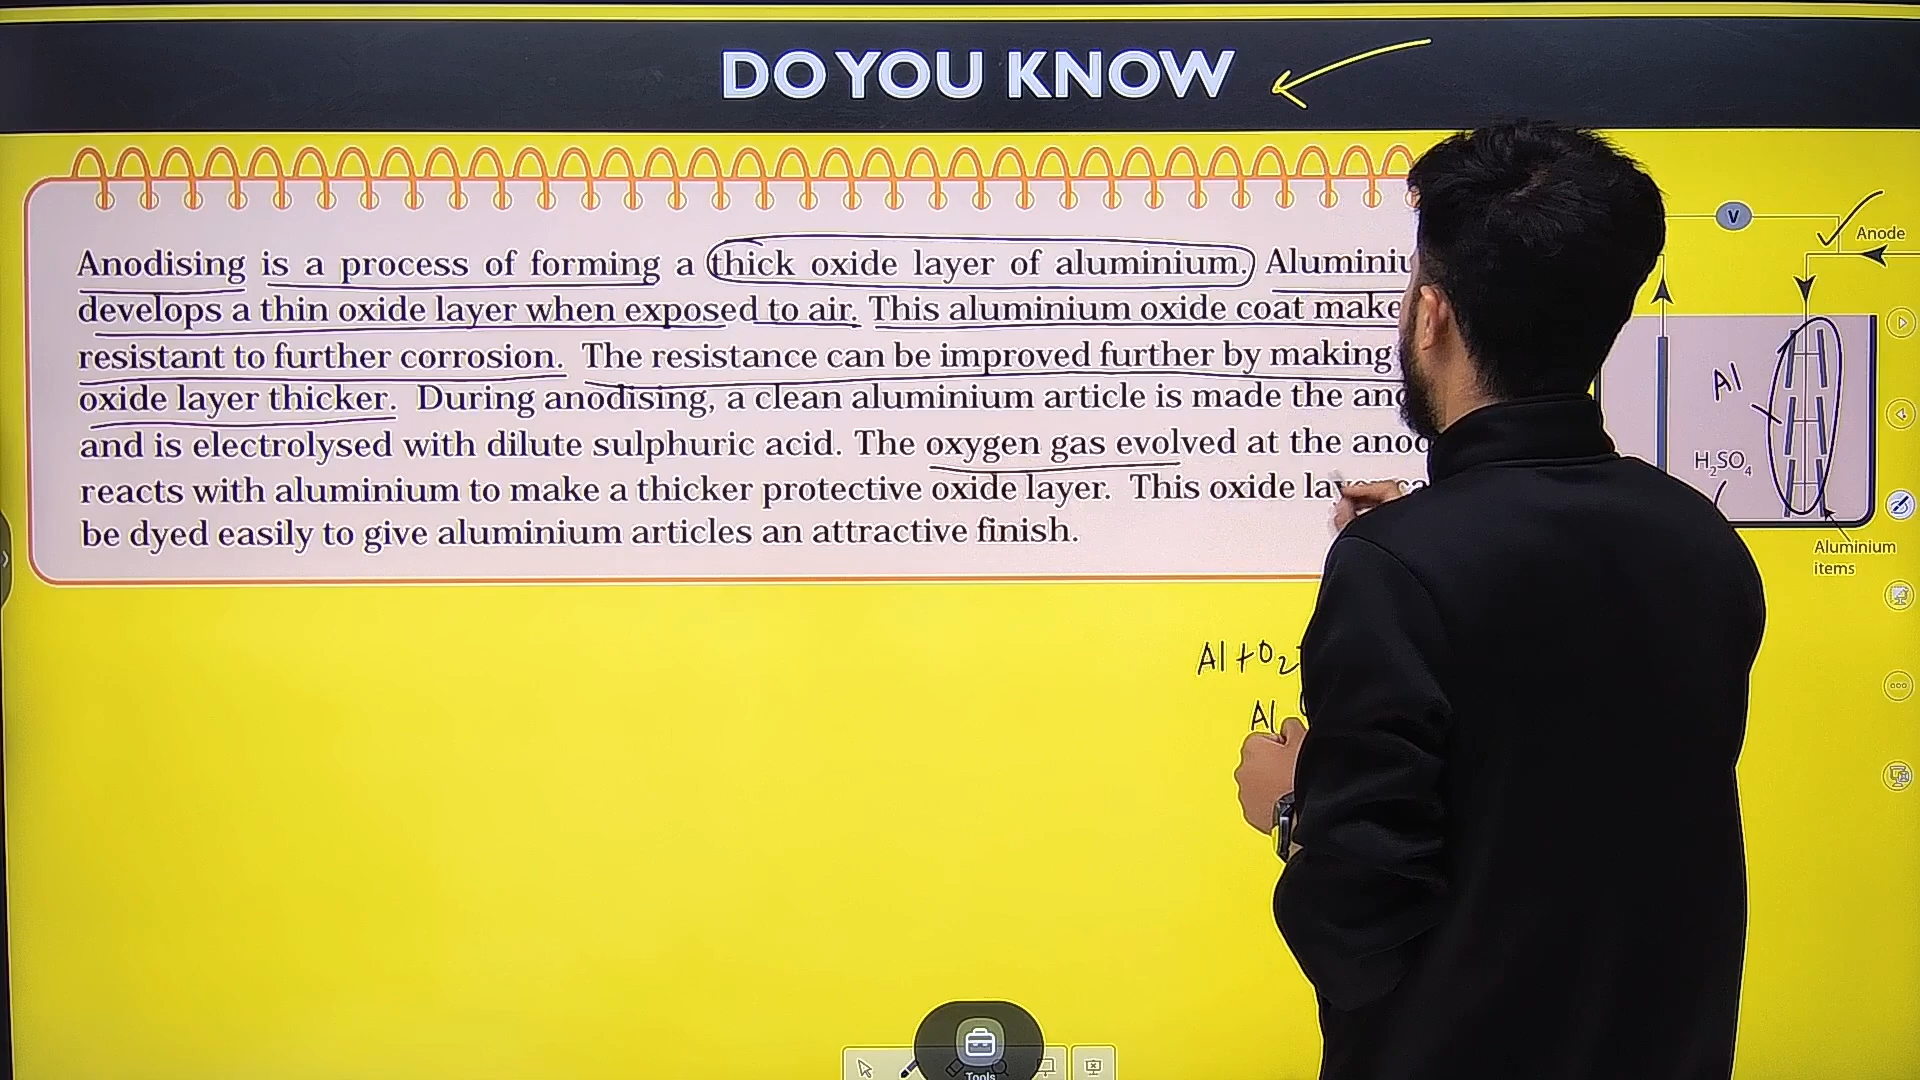 DO YOU KNOW
Anodising is a process of forming a thick oxide layer of aluminium.
develops a thin oxide layer when exposed to air. This aluminium oxide coat make
resistant to further corrosion. The resistance can be improved further by making
oxide layer thicker. During anodising, a clean aluminium article is made the
and is electrolysed with dilute sulphuric acid. The oxygen gas evolved at the
reacts with aluminium to make a thicker protective oxide layer. This oxide
be dyed easily to give aluminium articles an attractive finish.
V
Anode
Al
H₂SO₄
Aluminium
items
Al + O₂
Al
Tools